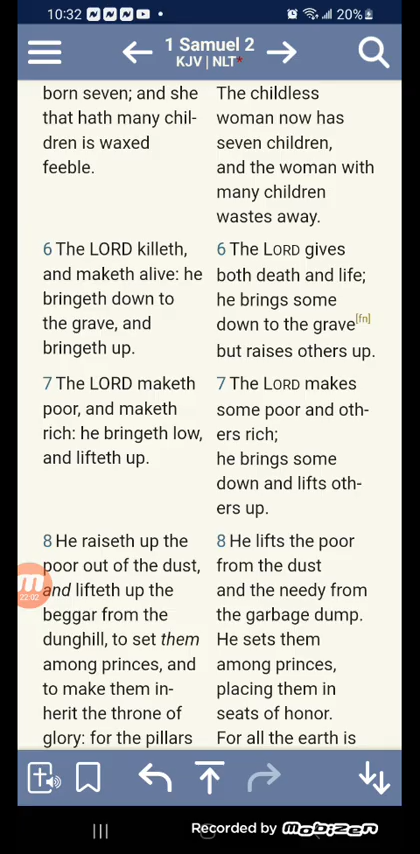 10:32
20%
1 Samuel 2
KJV | NLT*
born seven; and she
that hath many chil-
dren is waxed
feeble.
6 The LORD killeth,
and maketh alive: he
bringeth down to
the grave, and
bringeth up.
7 The LORD maketh
poor, and maketh
rich: he bringeth low,
and lifteth up.
8 He raiseth up the
poor out of the dust,
and lifteth up the
beggar from the
dunghill, to set them
among princes, and
to make them in-
herit the throne of
glory: for the pillars
The childless
woman now has
seven children,
and the woman with
many children
wastes away.
6 The LORD gives
both death and life;
he brings some
down to the grave[fn]
but raises others up.
7 The LORD makes
some poor and oth-
ers rich;
he brings some
down and lifts oth-
ers up.
8 He lifts the poor
from the dust
and the needy from
the garbage dump.
He sets them
among princes,
placing them in
seats of honor.
For all the earth is
22:02
Recorded by Mobizen